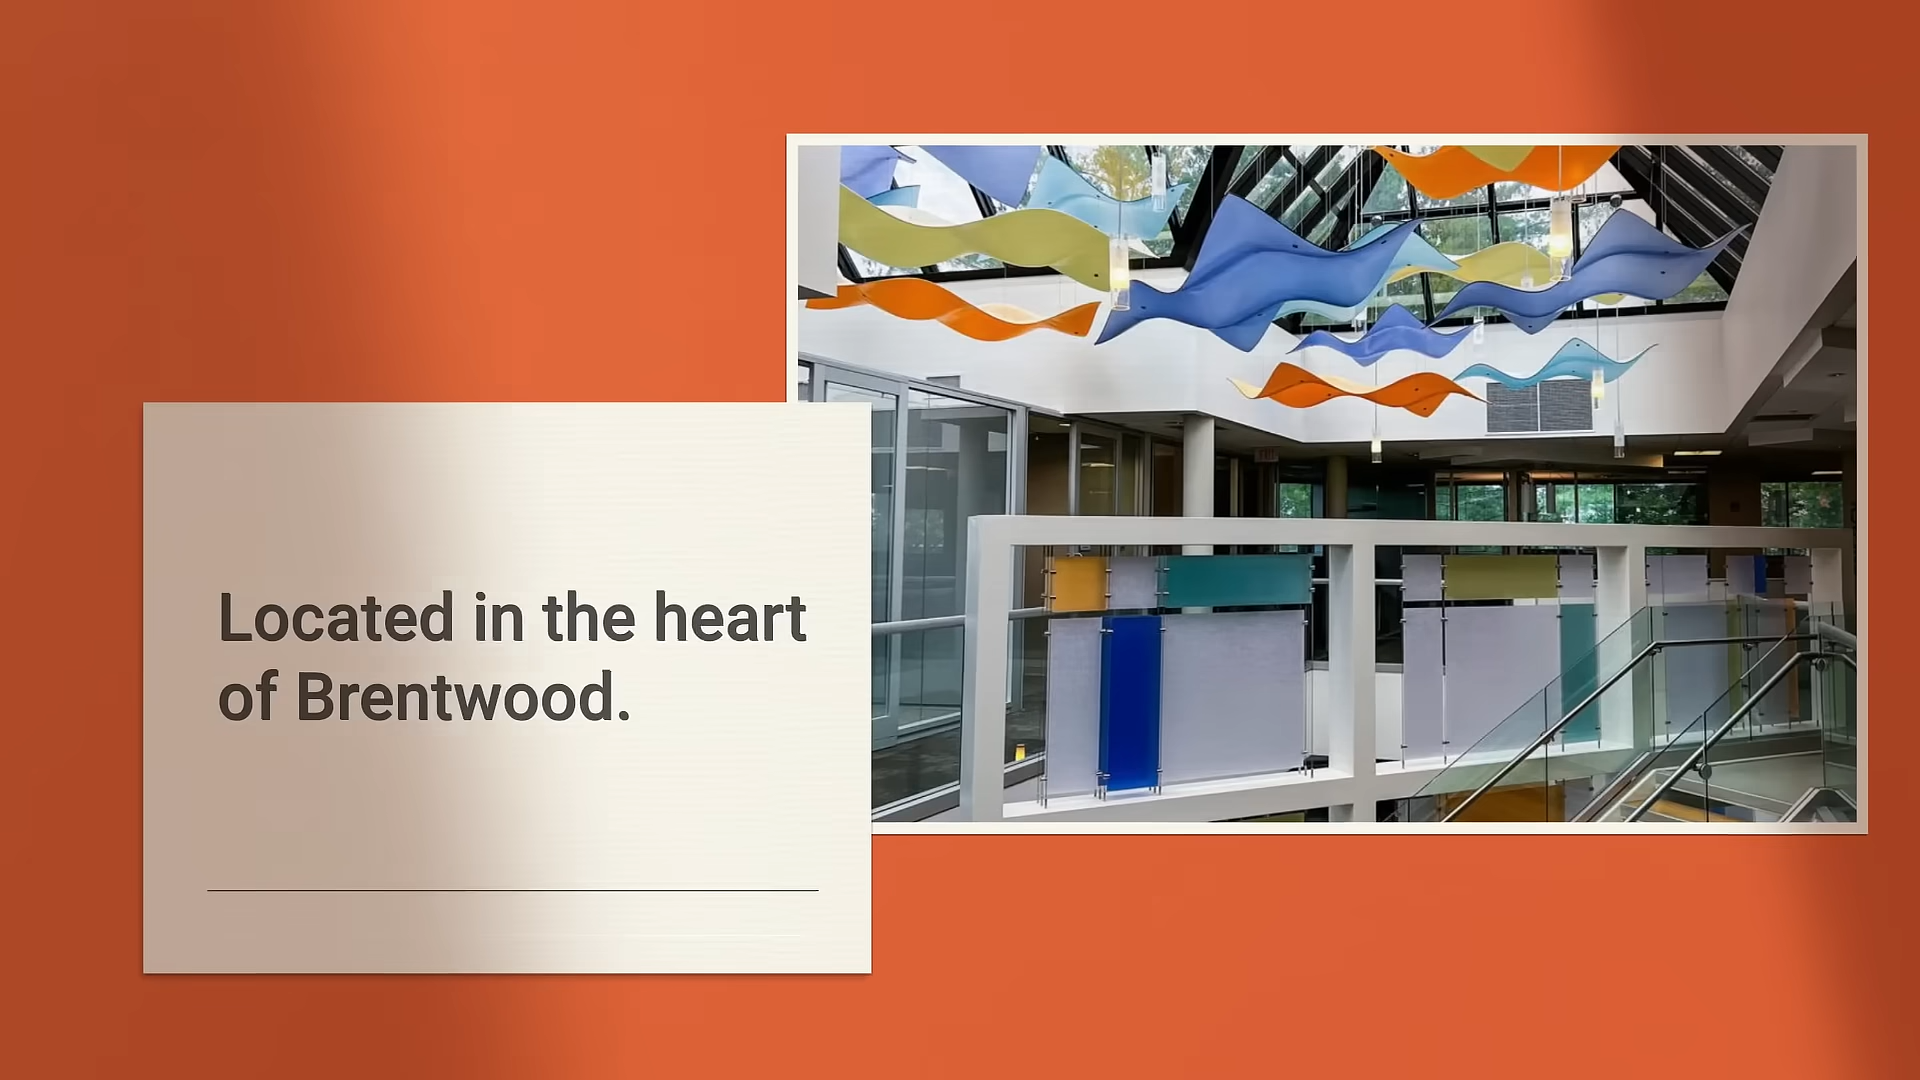 Located in the heart
of Brentwood.